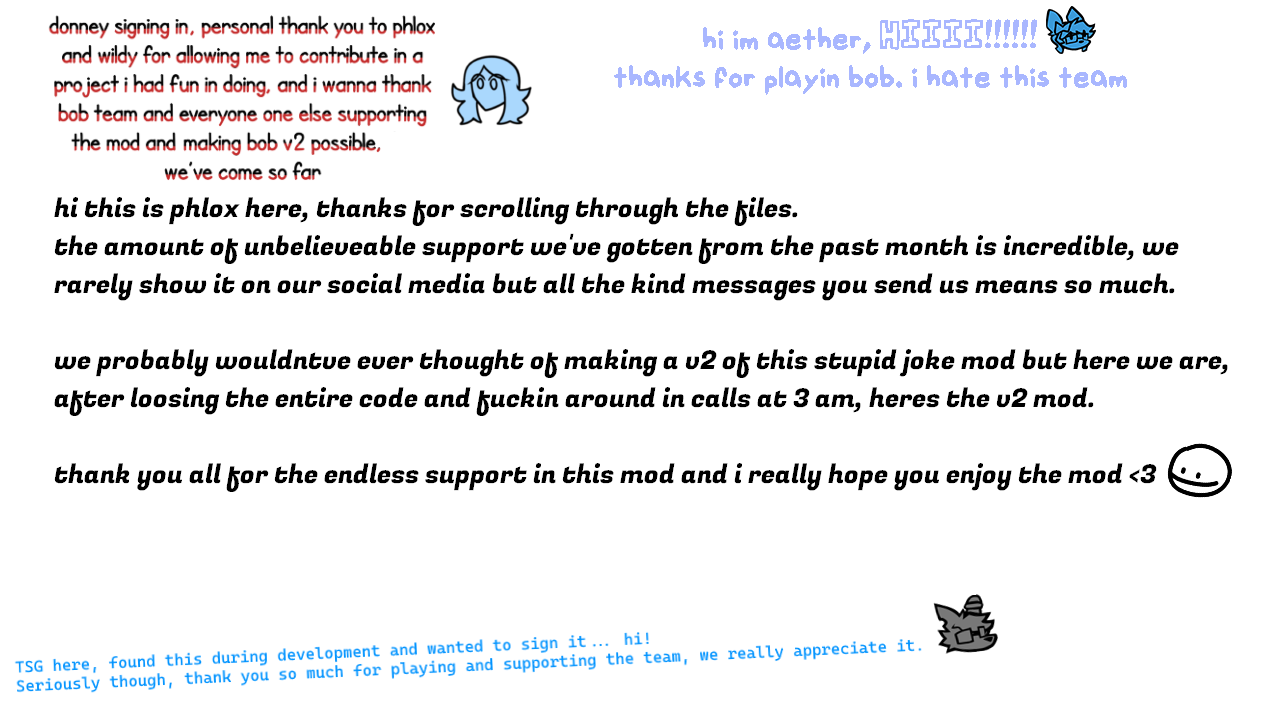 donney signing in, personal thank you to phlox
and wildy for allowing me to contribute in a
project i had fun in doing, and i wanna thank
bob team and everyone one else supporting
the mod and making bob v2 possible,
we've come so far
hi im aether, HIIII!!!!!!
thanks for playin bob. i hate this team
hi this is phlox here, thanks for scrolling through the files.
the amount of unbelieveable support we've gotten from the past month is incredible, we
rarely show it on our social media but all the kind messages you send us means so much.
we probably wouldntve ever thought of making a v2 of this stupid joke mod but here we are,
after loosing the entire code and fuckin around in calls at 3 am, heres the v2 mod.
thank you all for the endless support in this mod and i really hope you enjoy the mod <3
TSG here, found this during development and wanted to sign it... hi!
Seriously though, thank you so much for playing and supporting the team, we really appreciate it.